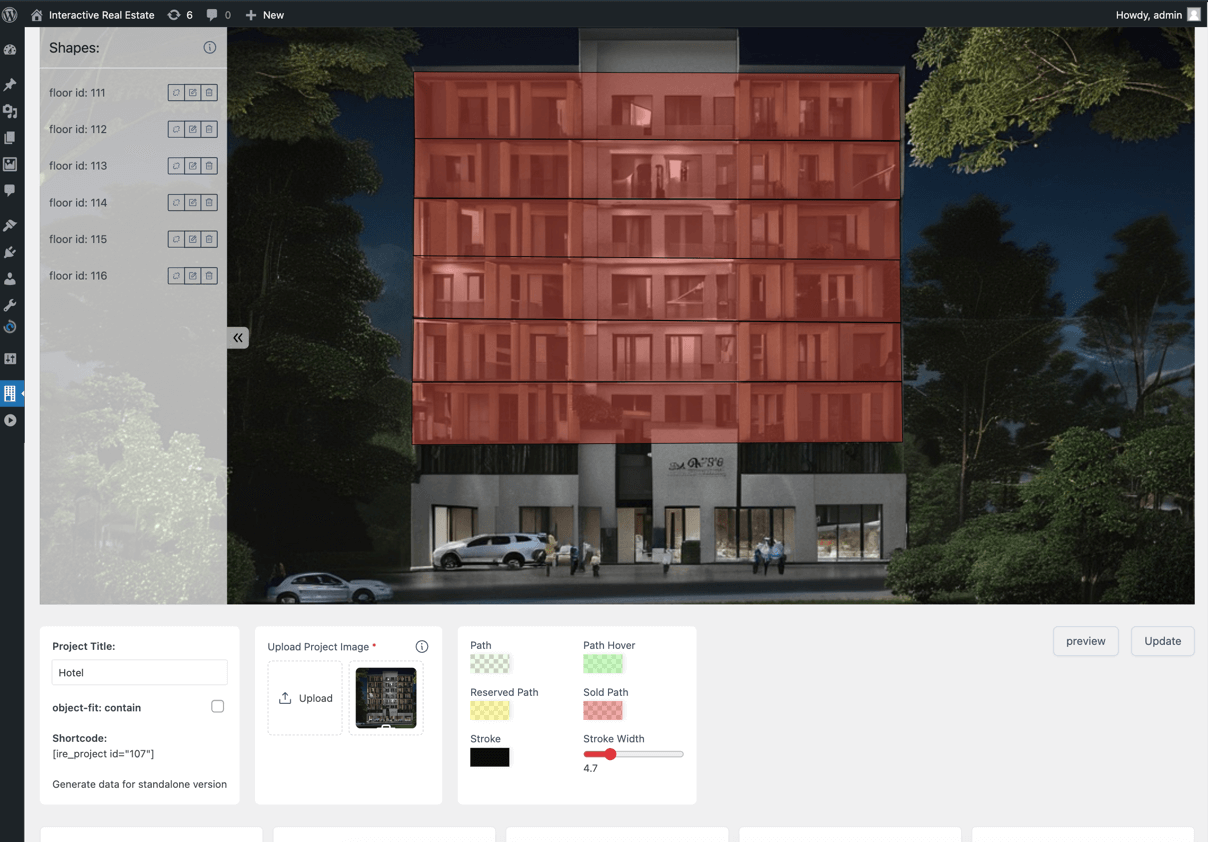 Interactive Real Estate
6
0
New
Howdy, admin
Shapes:
floor id: 111
floor id: 112
floor id: 113
floor id: 114
floor id: 115
floor id: 116
Project Title:
Hotel
object-fit: contain
Shortcode:
[ire_project id="107"]
Generate data for standalone version
Upload Project Image *
Upload
Path
Path Hover
Reserved Path
Sold Path
Stroke
Stroke Width
4.7
preview
Update